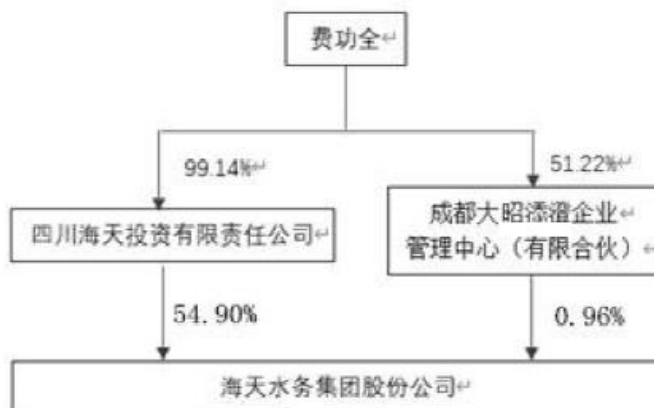 费功全↵
99.14%↵
51.22%↵
四川海天投资有限责任公司↵
成都大昭添澄企业↵
管理中心（有限合伙）↵
54.90%
0.96%
海天水务集团股份公司↵